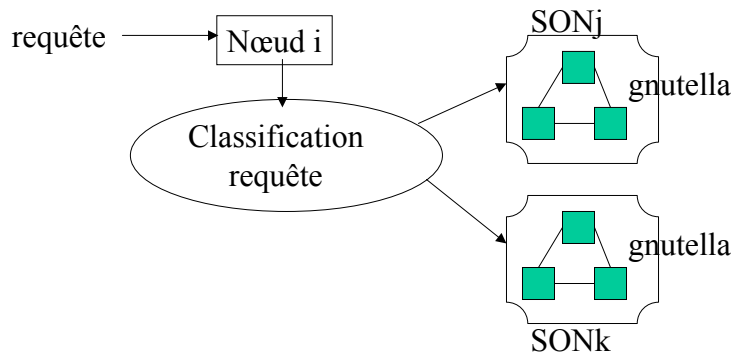 requête
Nœud i
Classification
requête
SONj
gnutella
gnutella
SONk